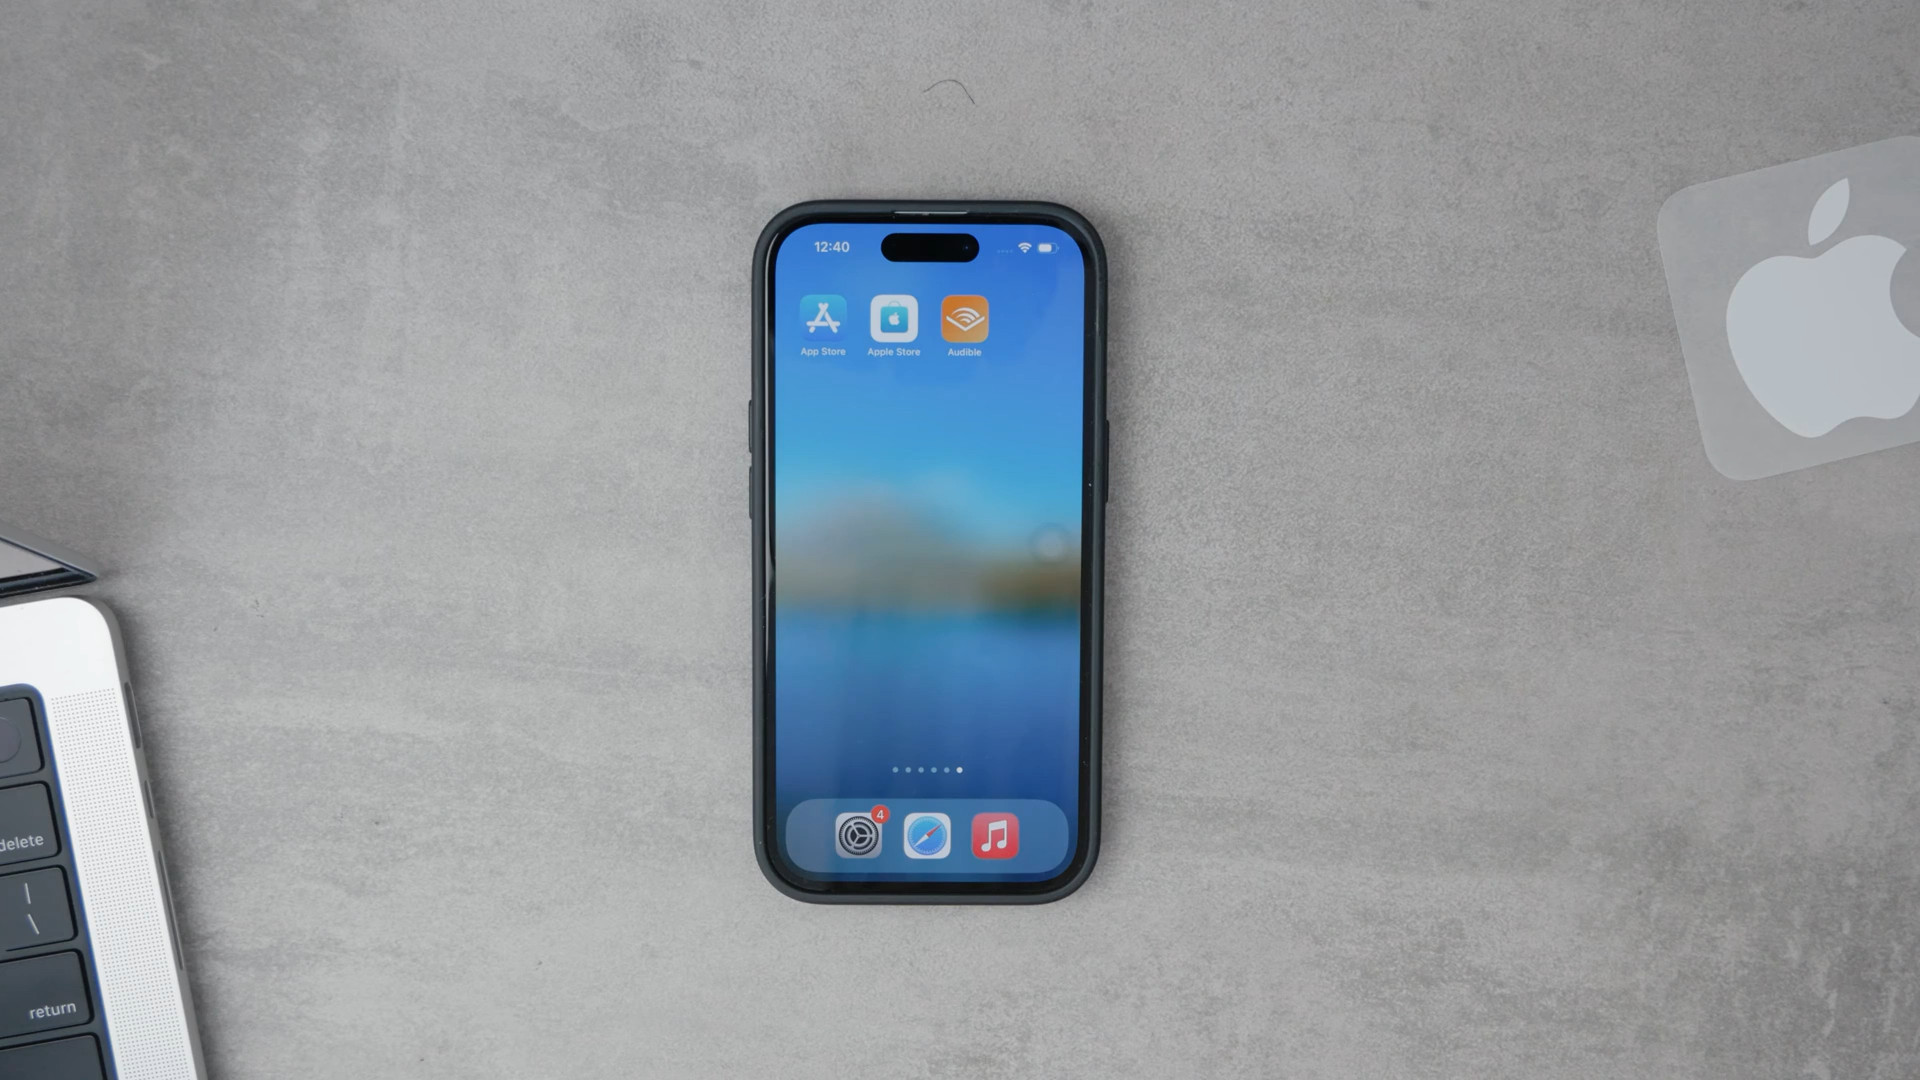 12:40
App Store
Apple Store
Audible
4
delete
|
\
return